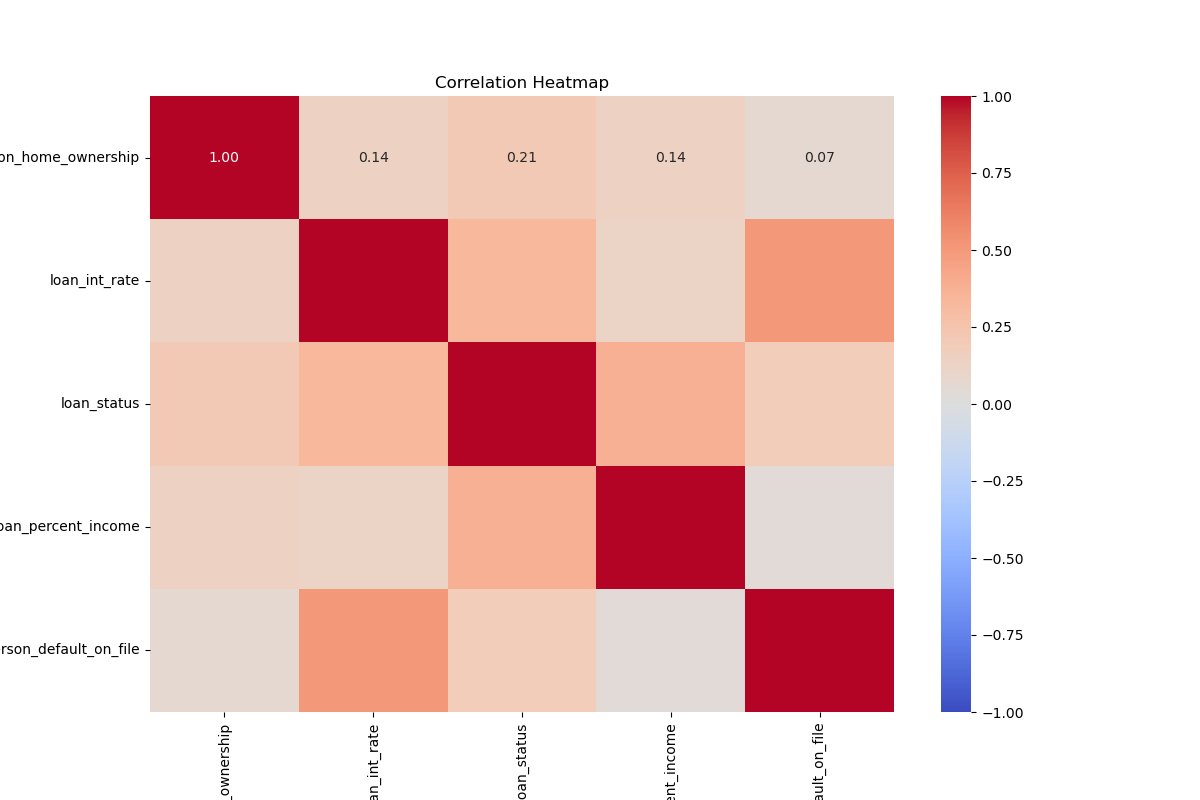 Correlation Heatmap
on_home_ownership
1.00 0.14 0.21 0.14 0.07
loan_int_rate
loan_status
oan_percent_income
rson_default_on_file
_ownership
an_int_rate
oan_status
ent_income
ault_on_file
1.00
0.75
0.50
0.25
0.00
−0.25
−0.50
−0.75
−1.00